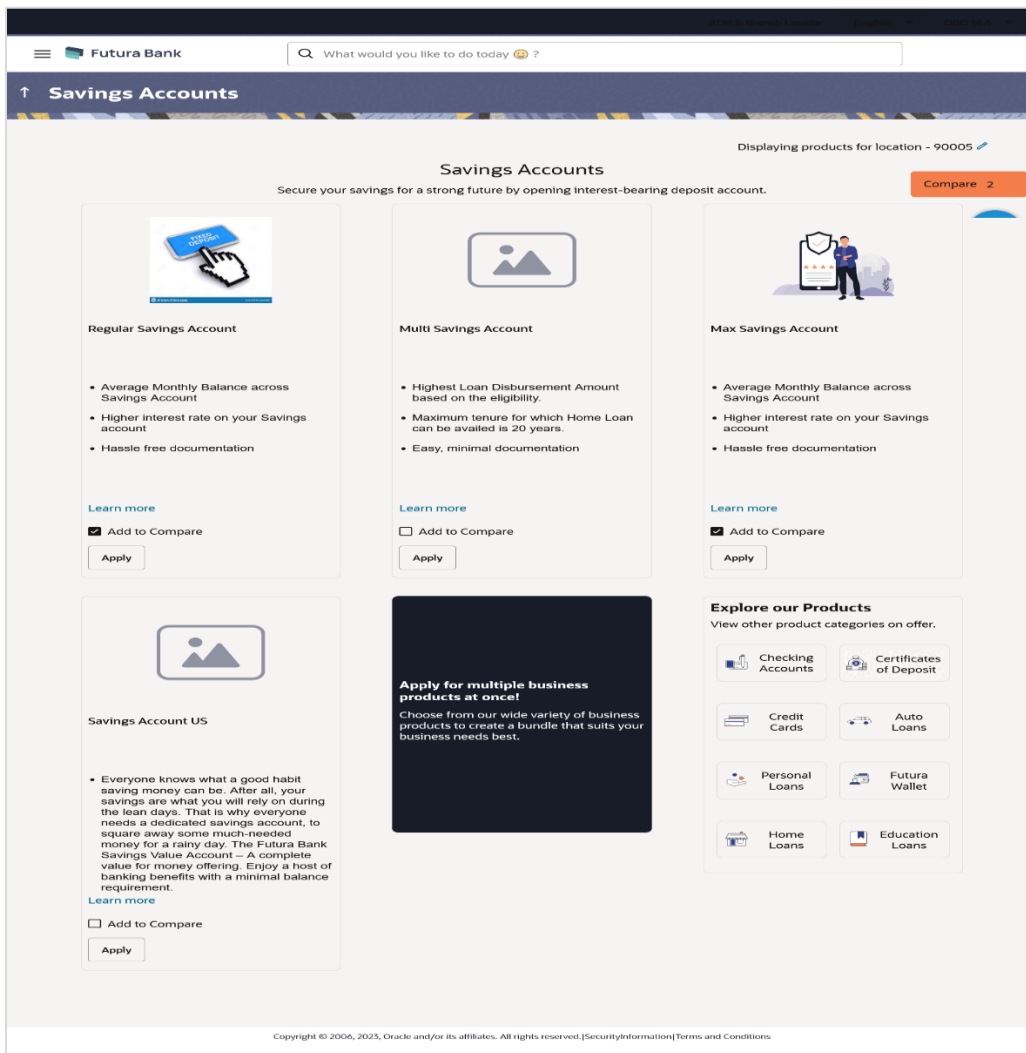 Futura Bank
What would you like to do today 😊 ?
↑ Savings Accounts
Displaying products for location - 90005
Savings Accounts
Secure your savings for a strong future by opening interest-bearing deposit account.
Compare 2
FIXED
DEPOSIT
Regular Savings Account
• Average Monthly Balance across
Savings Account
• Higher interest rate on your Savings
account
• Hassle free documentation
Learn more
Add to Compare
Apply
Multi Savings Account
• Highest Loan Disbursement Amount
based on the eligibility.
• Maximum tenure for which Home Loan
can be availed is 20 years.
• Easy, minimal documentation
Learn more
Add to Compare
Apply
Max Savings Account
• Average Monthly Balance across
Savings Account
• Higher interest rate on your Savings
account
• Hassle free documentation
Learn more
Add to Compare
Apply
Savings Account US
• Everyone knows what a good habit
saving money can be. After all, your
savings are what you will rely on during
the lean days. That is why everyone
needs a dedicated savings account, to
square away some much-needed
money for a rainy day. The Futura Bank
Savings Value Account – A complete
value for money offering. Enjoy a host of
banking benefits with a minimal balance
requirement.
Learn more
Add to Compare
Apply
Apply for multiple business
products at once!
Choose from our wide variety of business
products to create a bundle that suits your
business needs best.
Explore our Products
View other product categories on offer.
Checking
Accounts
Certificates
of Deposit
Credit
Cards
Auto
Loans
Personal
Loans
Futura
Wallet
Home
Loans
Education
Loans
Copyright © 2006, 2023, Oracle and/or its affiliates. All rights reserved.|SecurityInformation|Terms and Conditions